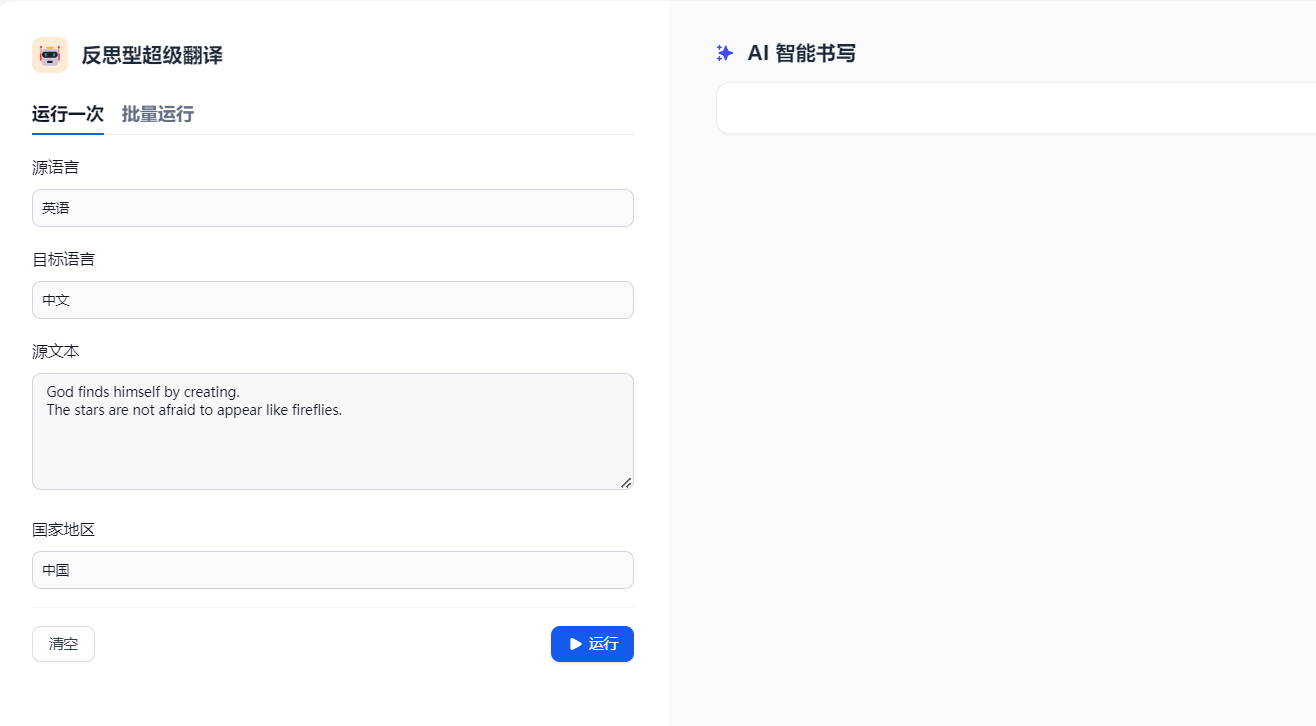 反思型超级翻译
运行一次 批量运行
源语言
英语
目标语言
中文
源文本
God finds himself by creating.
The stars are not afraid to appear like fireflies.
国家地区
中国
清空 运行
AI 智能书写